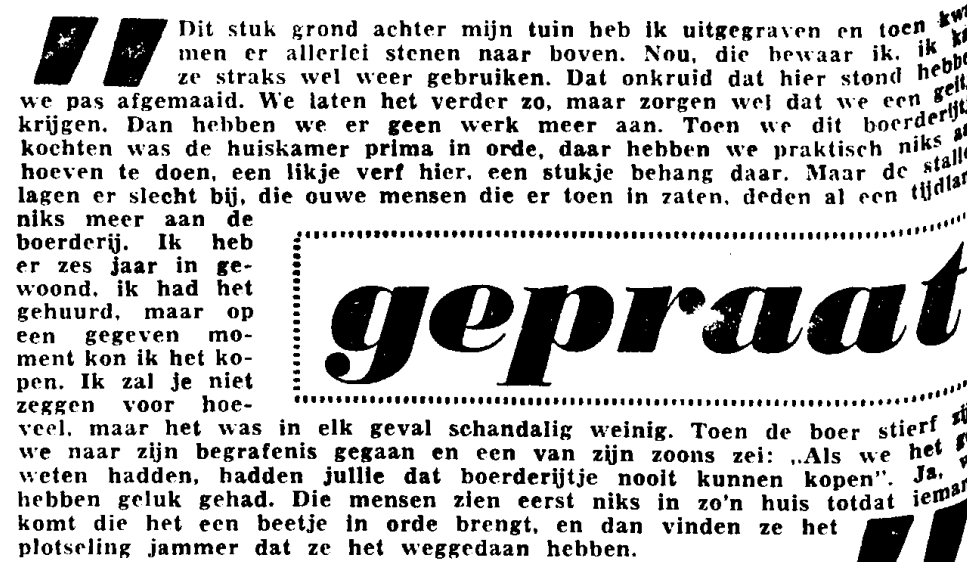 Dit stuk grond achter mijn tuin heb ik uitgegraven en toen
men er allerlei stenen naar boven. Nou, die bewaar ik, ik
ze straks wel weer gebruiken. Dat onkruid dat hier stond
we pas afgemaaid. We laten het verder zo, maar zorgen wel dat we een
krijgen. Dan hebben we er geen werk meer aan. Toen we dit
kochten was de huiskamer prima in orde, daar hebben we praktisch niks
hoeven te doen, een likje verf hier, een stukje behang daar. Maar de
lagen er slecht bij, die ouwe mensen die er toen in zaten, deden al een
niks meer aan de
boerderij. Ik heb
er zes jaar in ge-
woond, ik had het
gehuurd, maar op
een gegeven mo-
ment kon ik het ko-
pen. Ik zal je niet
zeggen voor hoe-
gepraat
veel, maar het was in elk geval schandalig weinig. Toen de boer stierf
we naar zijn begrafenis gegaan en een van zijn zoons zei: „Als we het
weten hadden, hadden jullie dat boerderijtje nooit kunnen kopen". Ja,
hebben geluk gehad. Die mensen zien eerst niks in zo'n huis totdat
komt die het een beetje in orde brengt, en dan vinden ze het
plotseling jammer dat ze het weggedaan hebben.